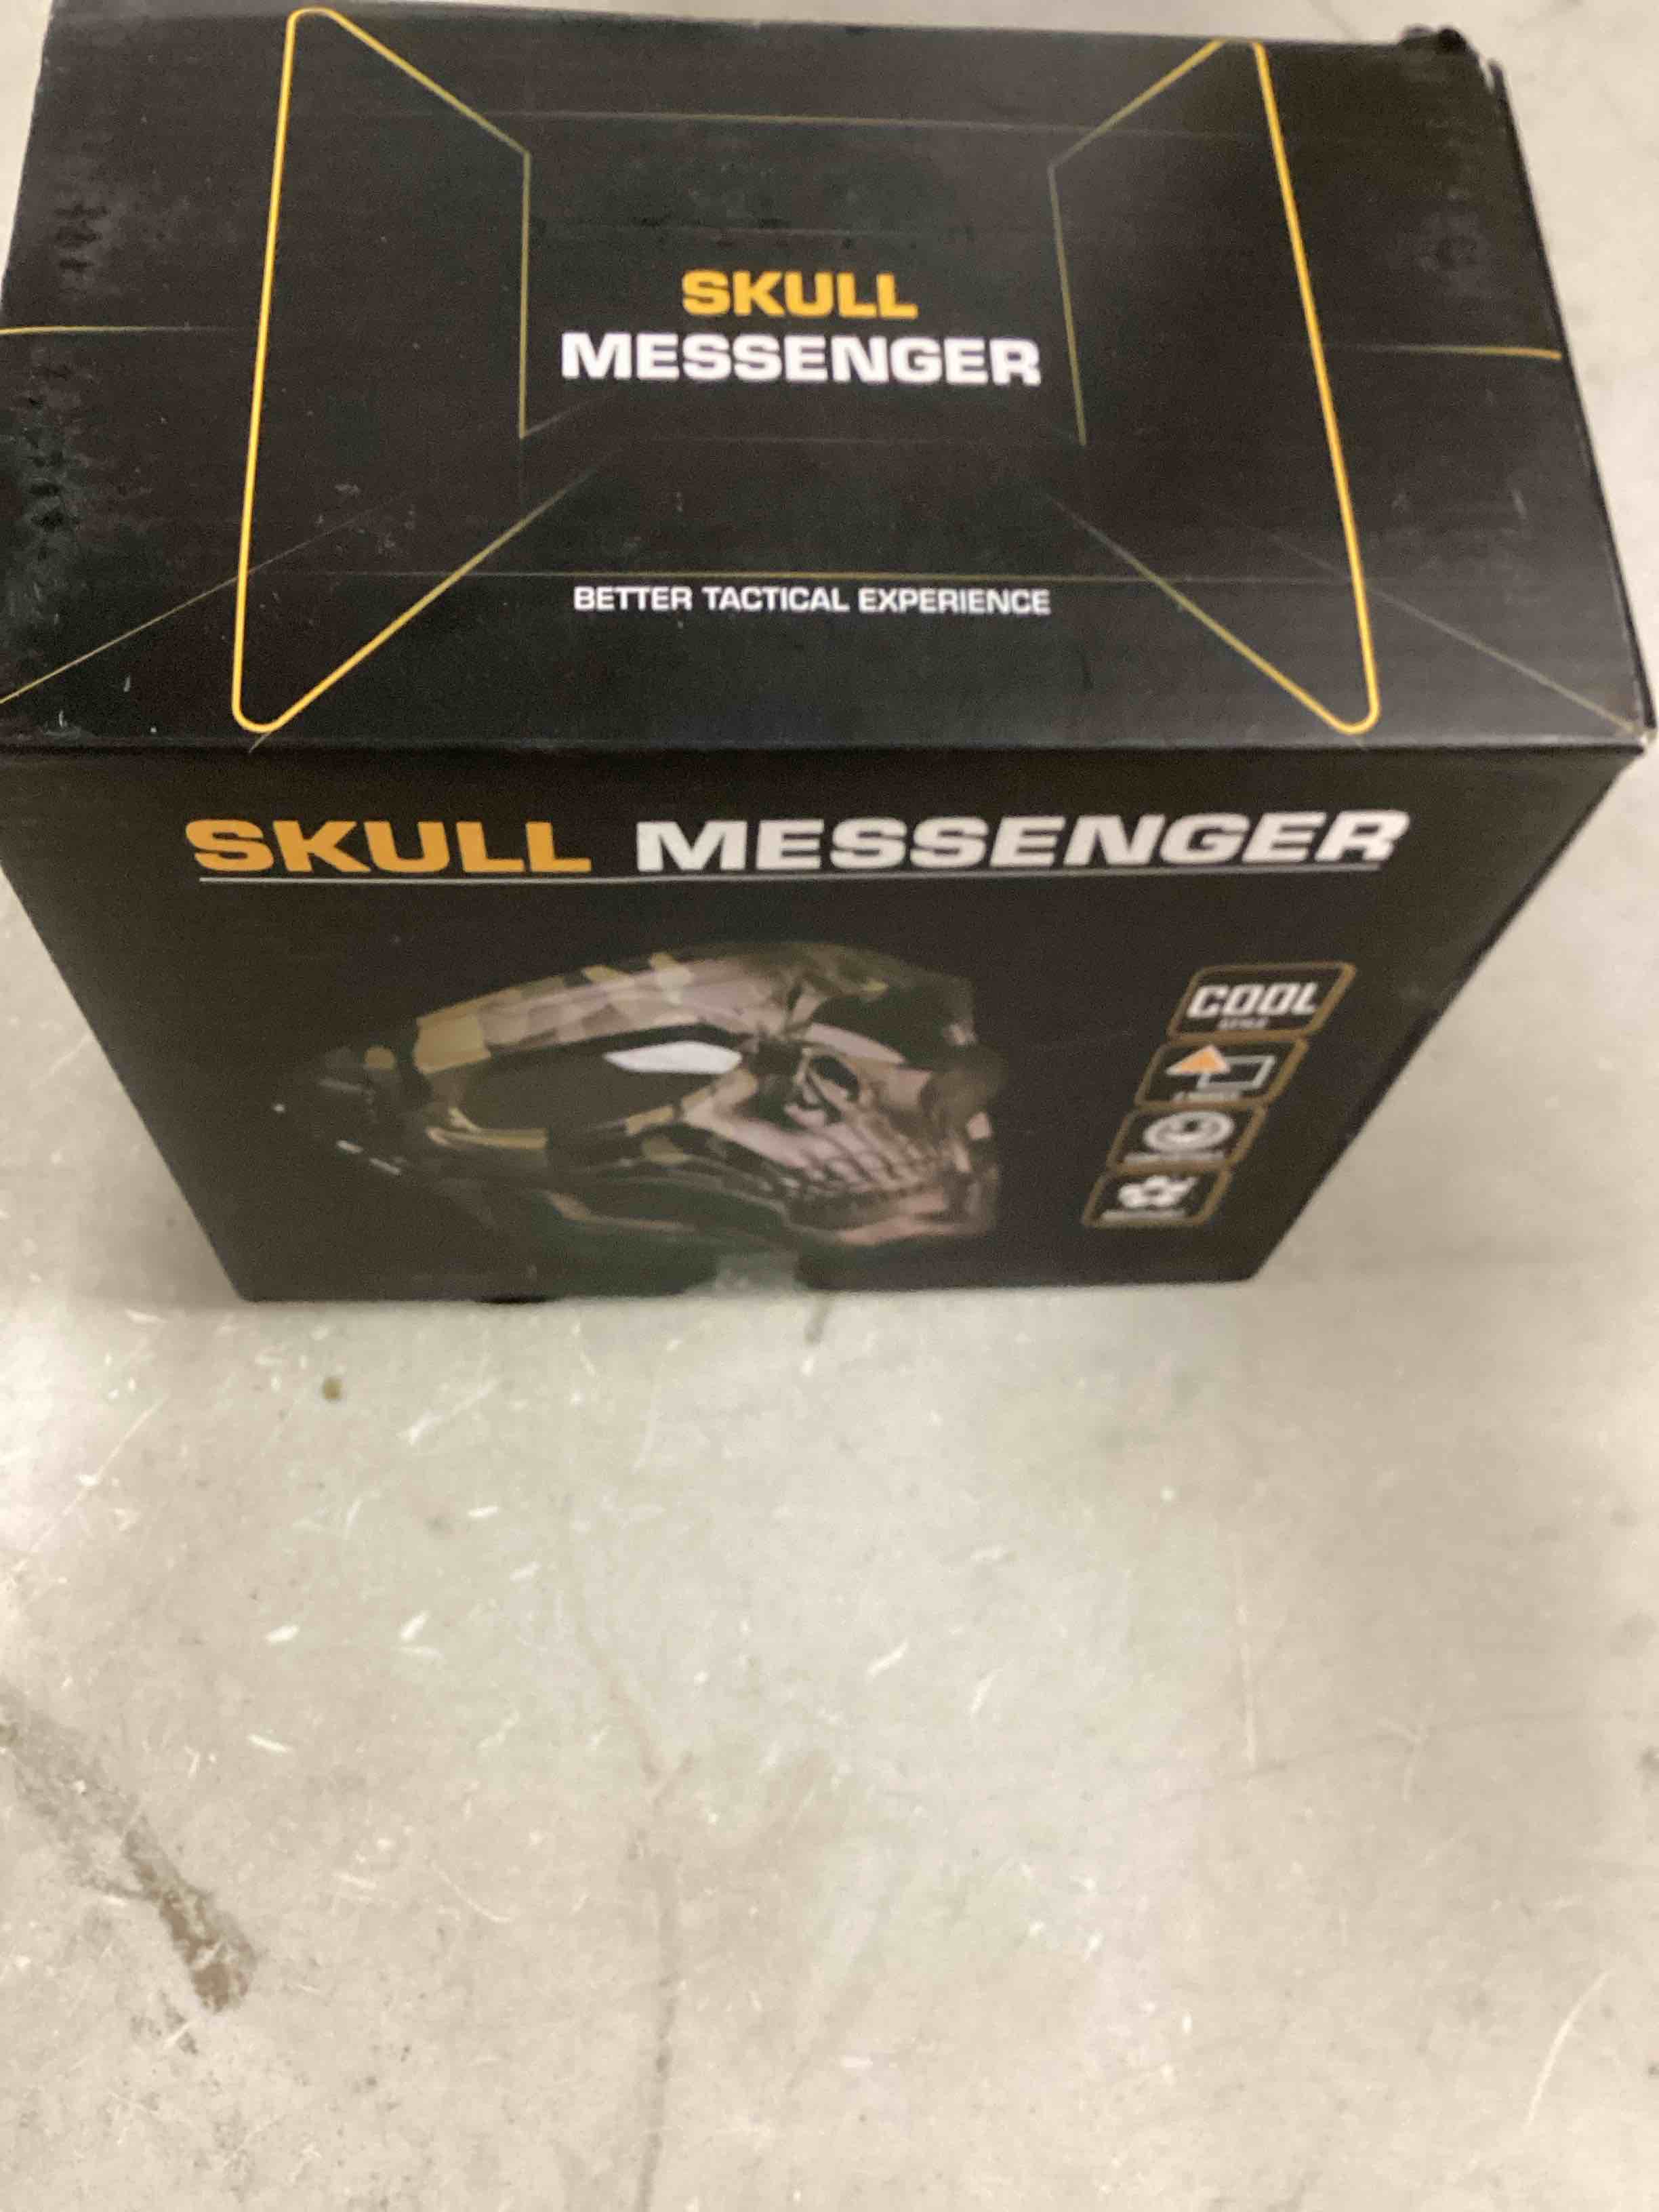 SKULL
MESSENGER
BETTER TACTICAL EXPERIENCE
SKULL MESSENGER
COOL